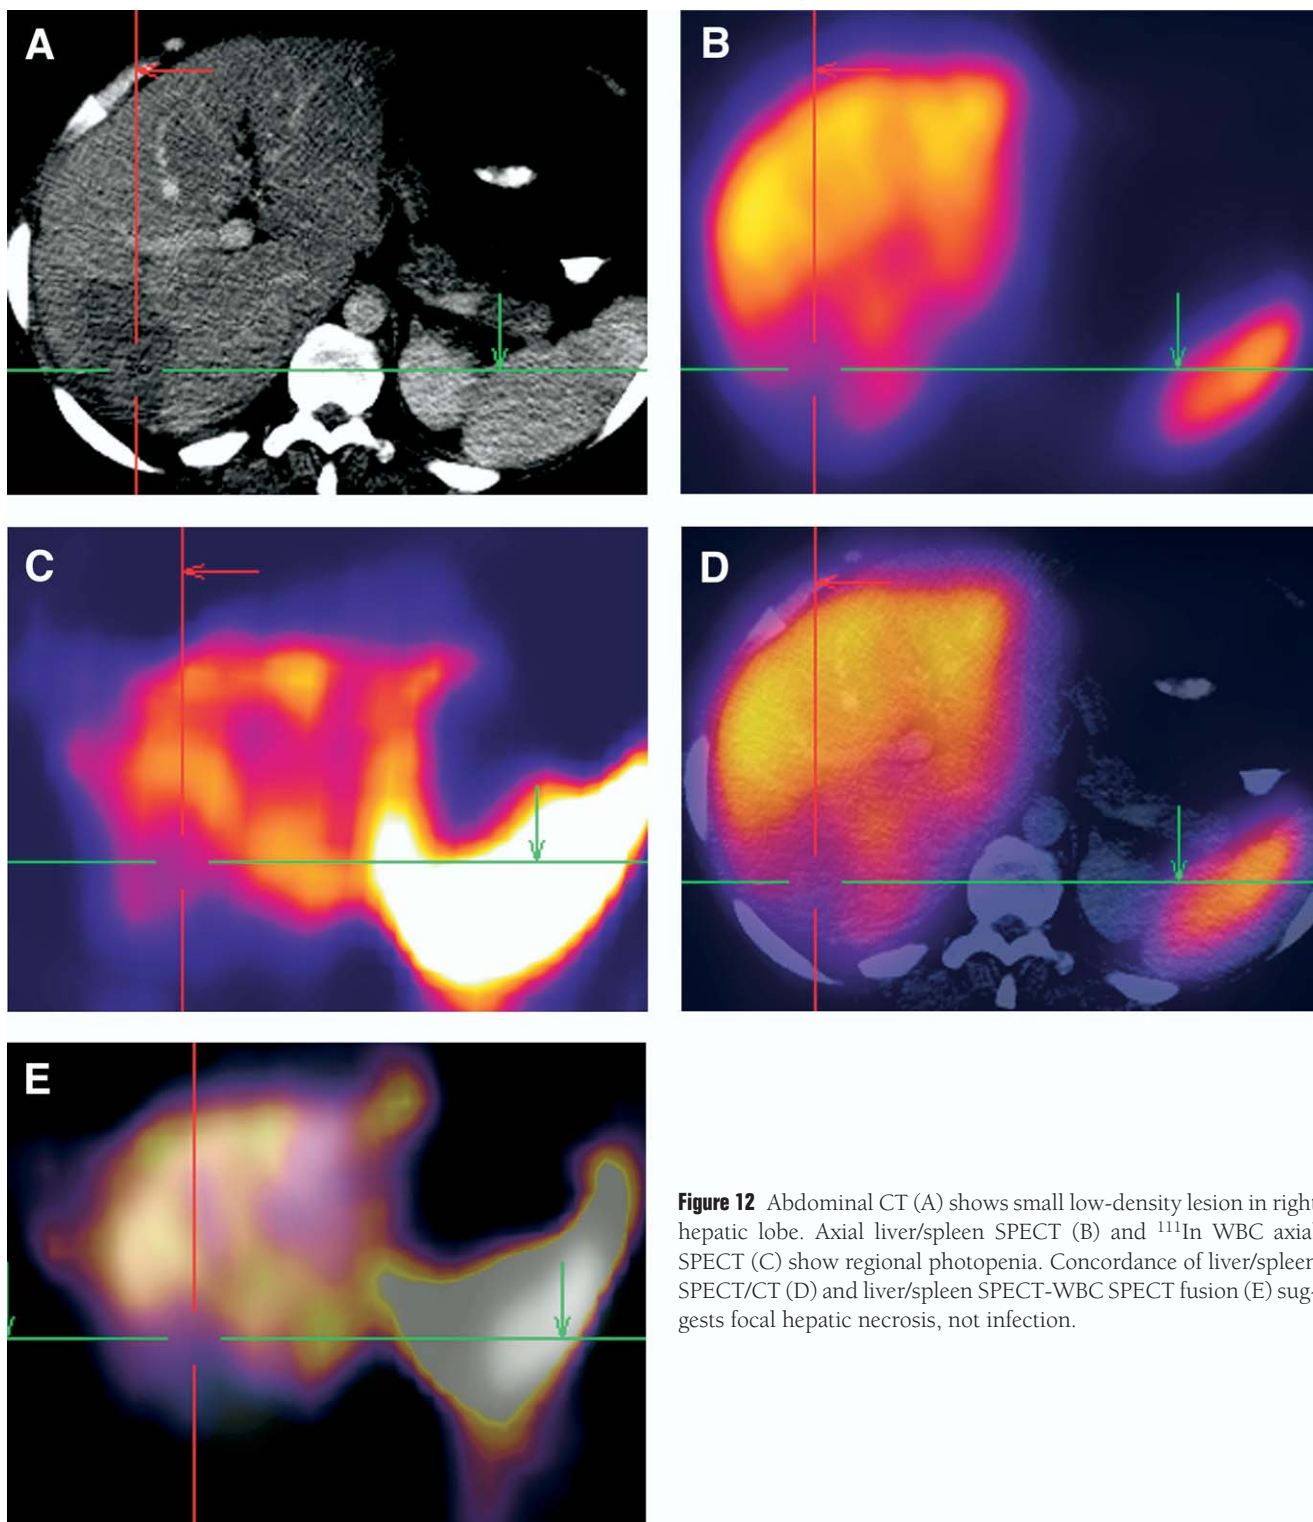 A
B
C
D
E
Figure 12 Abdominal CT (A) shows small low-density lesion in right
hepatic lobe. Axial liver/spleen SPECT (B) and ¹¹¹In WBC axial
SPECT (C) show regional photopenia. Concordance of liver/spleen
SPECT/CT (D) and liver/spleen SPECT-WBC SPECT fusion (E) sug-
gests focal hepatic necrosis, not infection.